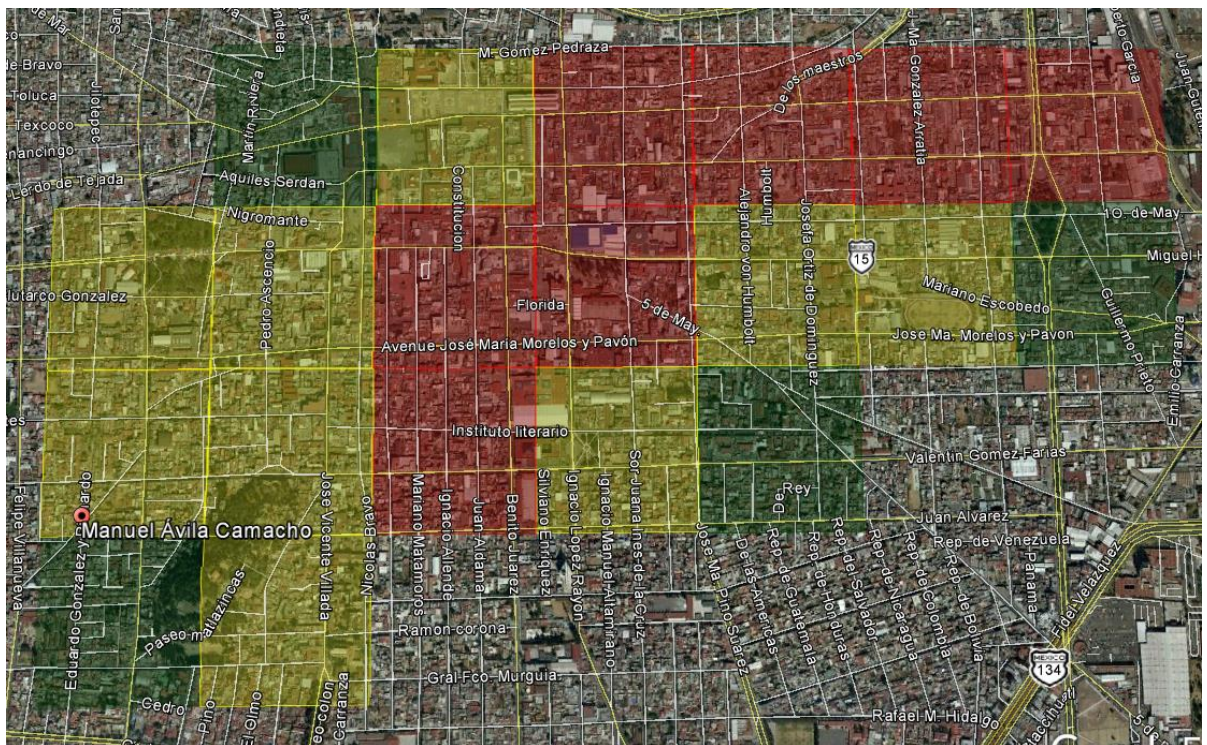 M. Gomez Pedraza
de Bravo
Jilotepec
Martin Rivera
De los maestros
Ma. Gonzalez Arratia
Toluca
Texcoco
Lerdo de Tejada
Aquiles Serdan
Constitucion
Humbolt
Alejandro von Humbolt
Josefa Ortiz de Dominguez
Nigromante
10. de May
MEXICO
15
Miguel H
Pedro Ascencio
Mariano Escobedo
Florida
5 de May
Guillermo Prieto
Jose Ma. Morelos y Pavon
Avenue José María Morelos y Pavón
Emilio Carranza
Instituto literario
Valentin Gomez Farias
Felipe Villanueva
Eduardo Gonzalez y Pichardo
Manuel Ávila Camacho
Jose Vicente Villada
Nicolas Bravo
Mariano Matamoros
Ignacio Allende
Juan Aldama
Benito Juarez
Silviano Enriquez
Ignacio Lopez Rayon
Ignacio Manuel Altamirano
Sor Juana Ines de la Cruz
De
Rey
Juan Alvarez
Rep. de Venezuela
Jose Ma Pino Suarez
De las Americas
Rep. de Guatemala
Rep. de Honduras
Rep. del Salvador
Rep. de Nicaragua
Rep. de Colombia
Rep. de Bolivia
Panama
Fidel Velazquez
Paseo matlazincas
Ramon corona
Gral Fco. Murguia
MEXICO
134
Cedro
Pino
El Olmo
Carranza
Rafael M. Hidalgo